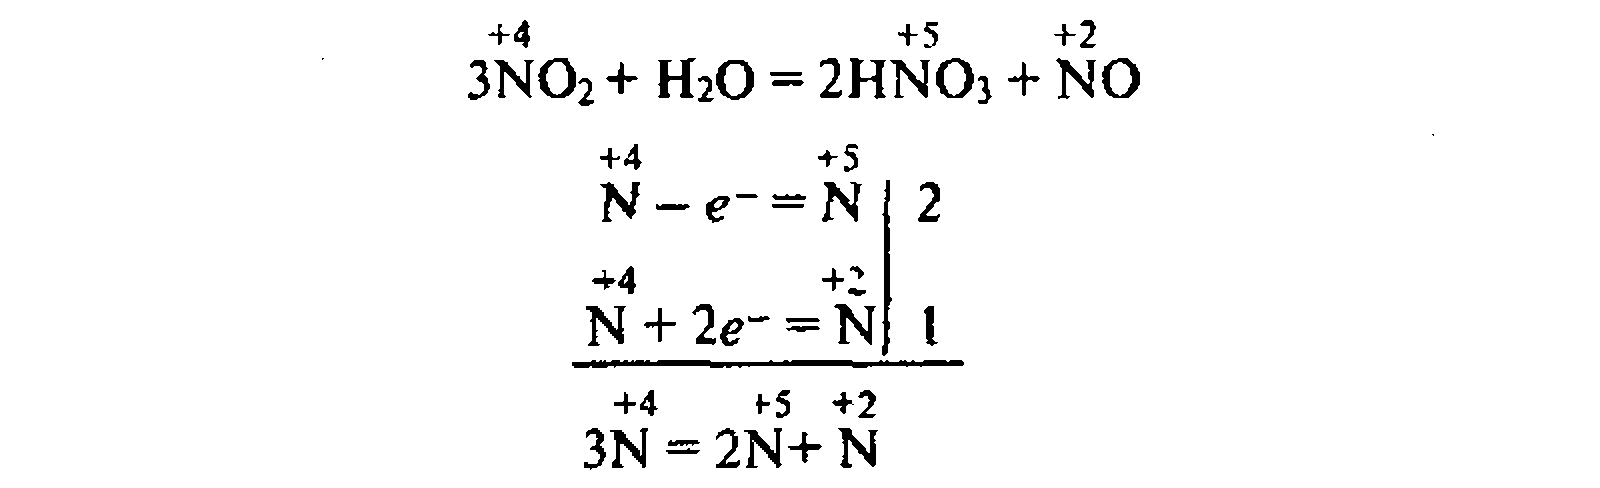 +4 +5 +2
3NO₂ + H₂O = 2HNO₃ + NO
+4 +5
N − e⁻ = N | 2
+4 +2
N + 2e⁻ = N | 1
+4 +5 +2
3N = 2N + N